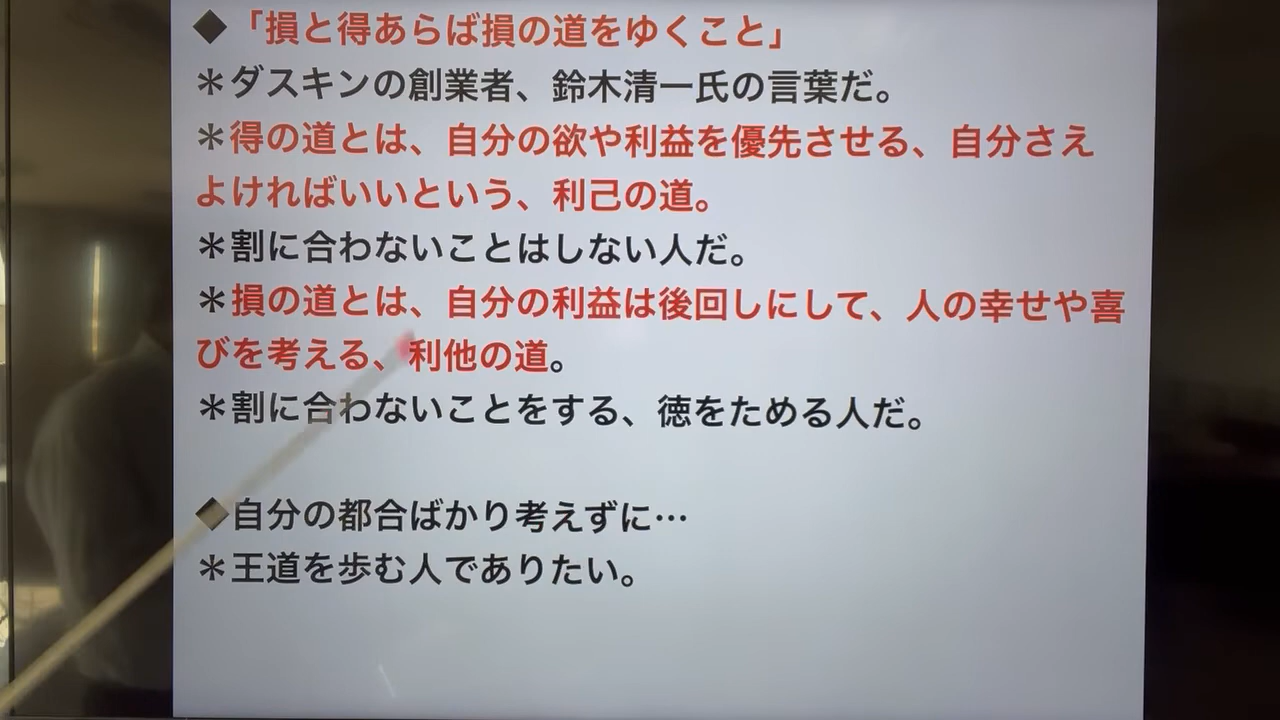 ◆「損と得あらば損の道をゆくこと」
＊ダスキンの創業者、鈴木清一氏の言葉だ。
＊得の道とは、自分の欲や利益を優先させる、自分さえ
よければいいという、利己の道。
＊割に合わないことはしない人だ。
＊損の道とは、自分の利益は後回しにして、人の幸せや喜
びを考える、利他の道。
＊割に合わないことをする、徳をためる人だ。
◆自分の都合ばかり考えずに…
＊王道を歩む人でありたい。